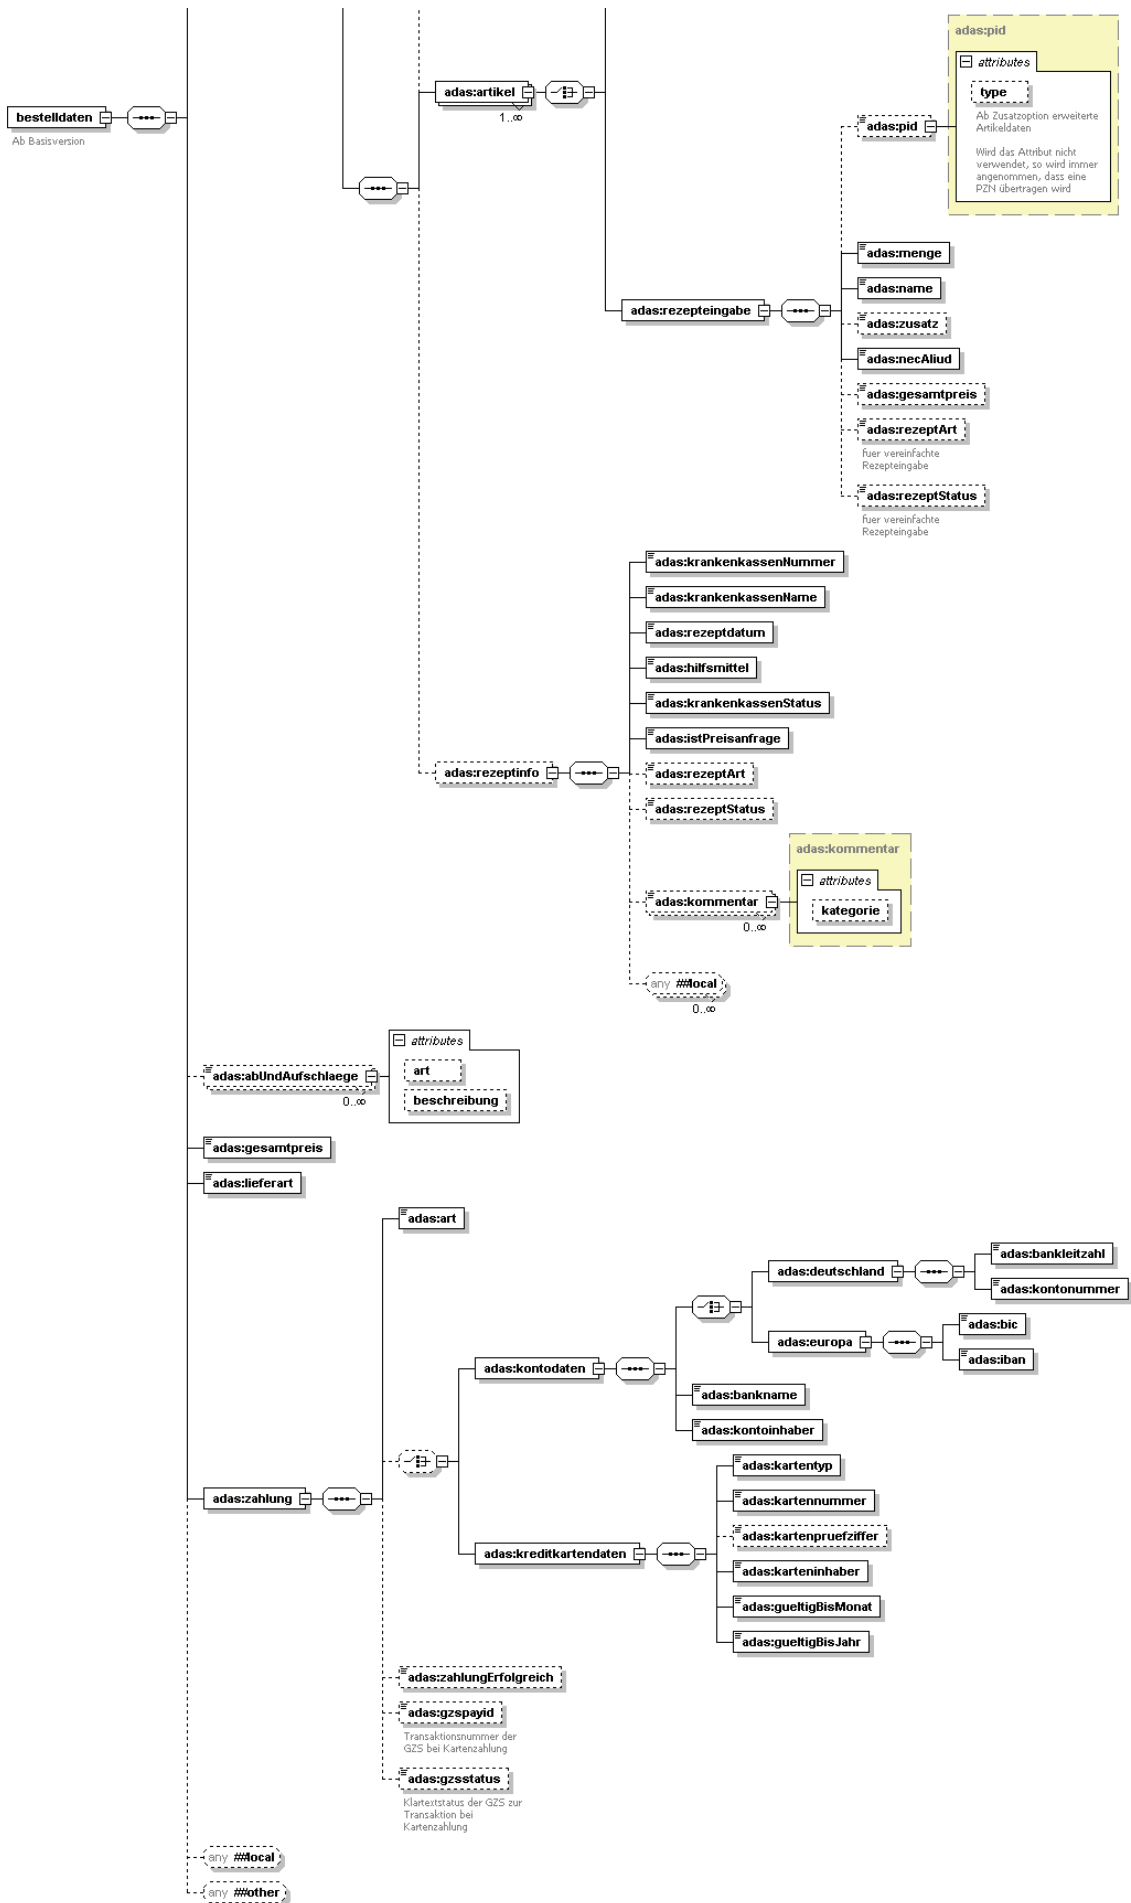 adas:pid
attributes
type
Ab Zusatzoption erweiterte
Artikeldaten
Wird das Attribut nicht
verwendet, so wird immer
angenommen, dass eine
PZN übertragen wird
adas:artikel
1..∞
bestelldaten
Ab Basisversion
adas:pid
adas:menge
adas:name
adas:rezepteingabe
adas:zusatz
adas:necAliud
adas:gesamtpreis
adas:rezeptArt
fuer vereinfachte
Rezepteingabe
adas:rezeptStatus
fuer vereinfachte
Rezepteingabe
adas:krankenkassenNummer
adas:krankenkassenName
adas:rezeptdatum
adas:hilfsmittel
adas:krankenkassenStatus
adas:istPreisanfrage
adas:rezeptinfo
adas:rezeptArt
adas:rezeptStatus
adas:kommentar
attributes
kategorie
adas:kommentar
0..∞
any ##local
0..∞
attributes
art
beschreibung
adas:abUndAufschlaege
0..∞
adas:gesamtpreis
adas:lieferart
adas:art
adas:bankleitzahl
adas:deutschland
adas:kontonummer
adas:bic
adas:europa
adas:iban
adas:kontodaten
adas:bankname
adas:kontoinhaber
adas:kartentyp
adas:zahlung
adas:kartennummer
adas:kartenpruefziffer
adas:kreditkartendaten
adas:karteninhaber
adas:gueltigBisMonat
adas:gueltigBisJahr
adas:zahlungErfolgreich
adas:gzspayid
Transaktionsnummer der
GZS bei Kartenzahlung
adas:gzsstatus
Klartextstatus der GZS zur
Transaktion bei
Kartenzahlung
any ##local
any ##other